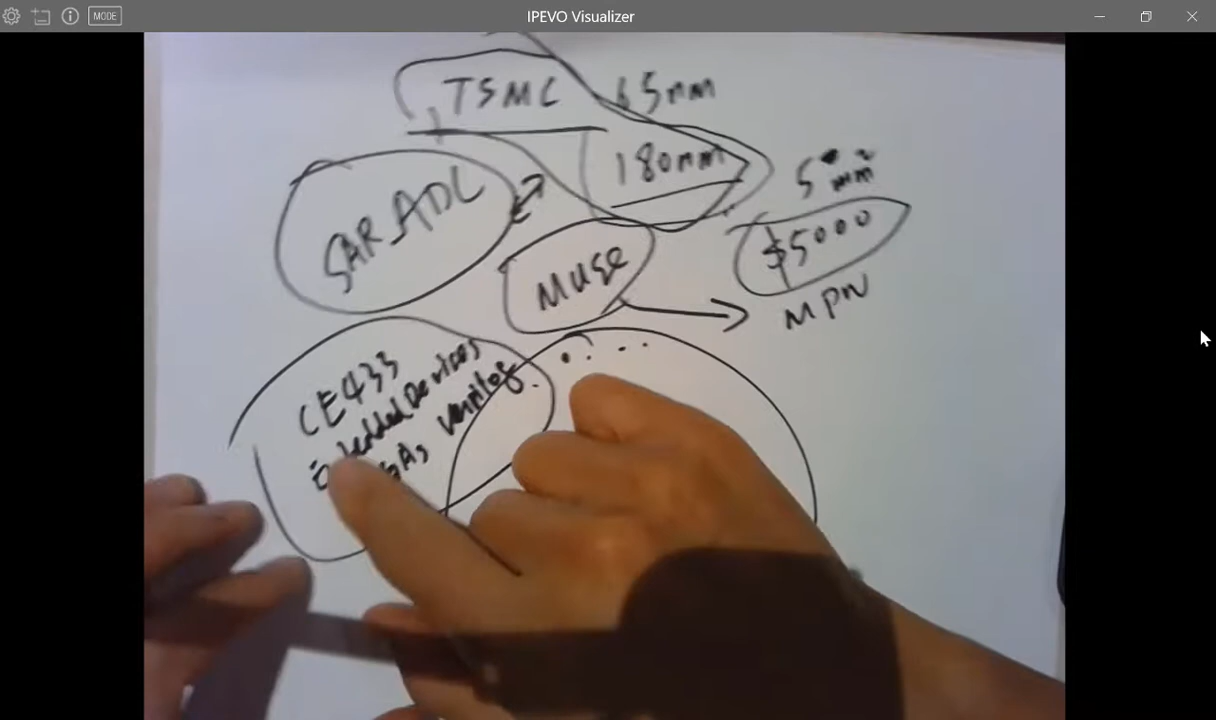 MODE
IPEVO Visualizer
TSMC 65nm
180nm
5 mm
SAR ADC
$5000
MUSE
MPW
CE433
Embedded Devices
Verilog